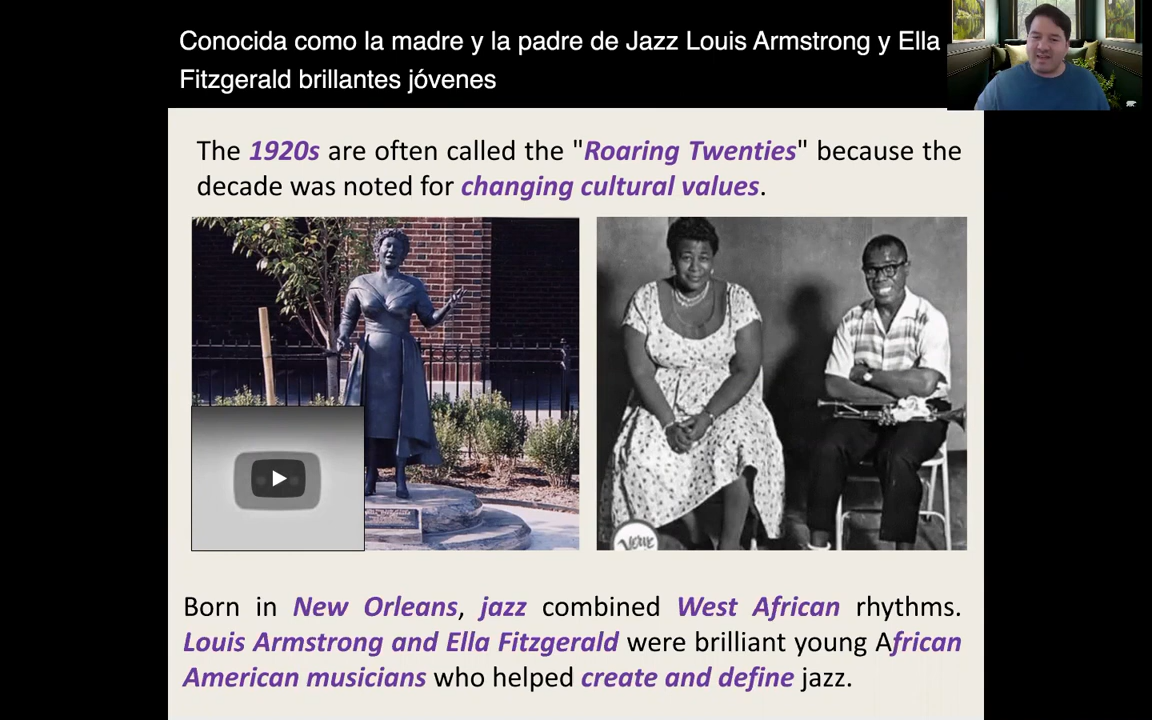 Conocida como la madre y la padre de Jazz Louis Armstrong y Ella
Fitzgerald brillantes jóvenes
The 1920s are often called the "Roaring Twenties" because the
decade was noted for changing cultural values.
Verve
Born in New Orleans, jazz combined West African rhythms.
Louis Armstrong and Ella Fitzgerald were brilliant young African
American musicians who helped create and define jazz.